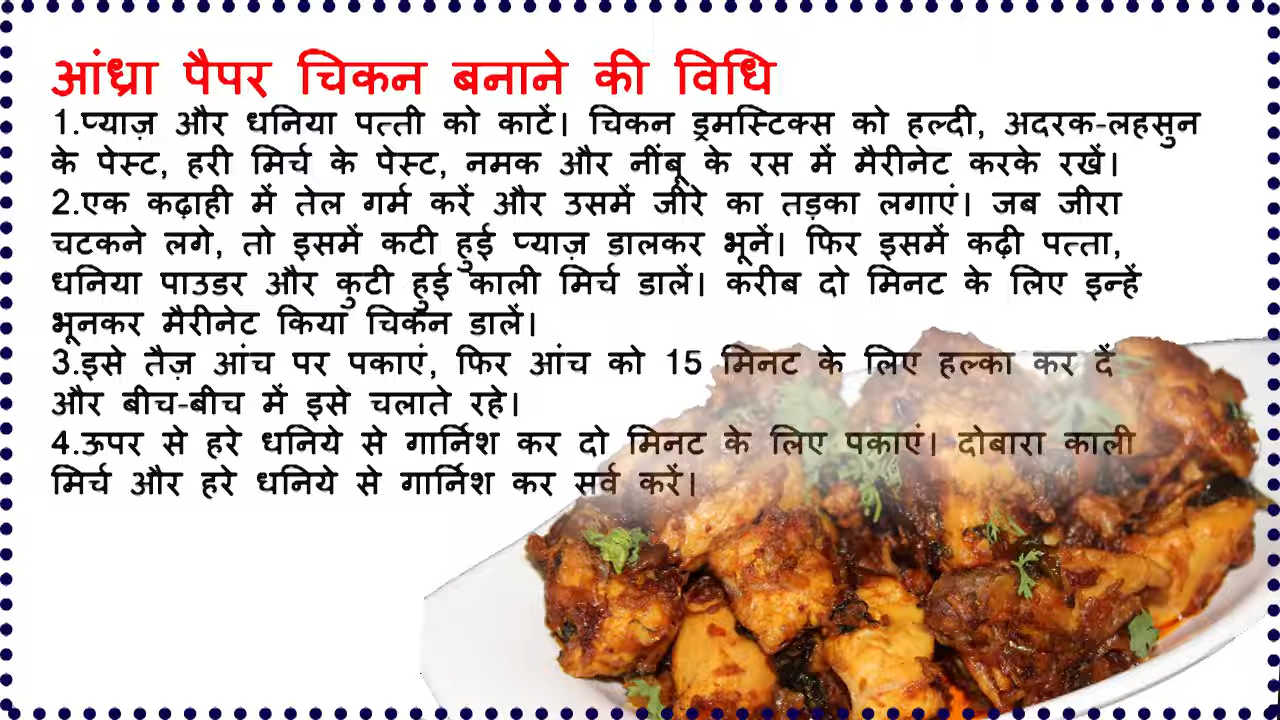 आंध्रा पैपर चिकन बनाने की विधि
1.प्याज़ और धनिया पत्ती को काटें। चिकन ड्रमस्टिक्स को हल्दी, अदरक-लहसुन
के पेस्ट, हरी मिर्च के पेस्ट, नमक और नींबू के रस में मैरीनेट करके रखें।
2.एक कढ़ाही में तेल गर्म करें और उसमें जीरे का तड़का लगाएं। जब जीरा
चटकने लगे, तो इसमें कटी हुई प्याज़ डालकर भूनें। फिर इसमें कढ़ी पत्ता,
धनिया पाउडर और कुटी हुई काली मिर्च डालें। करीब दो मिनट के लिए इन्हें
भूनकर मैरीनेट किया चिकन डालें।
3.इसे तैज़ आंच पर पकाएं, फिर आंच को 15 मिनट के लिए हल्का कर दें
और बीच-बीच में इसे चलाते रहे।
4.ऊपर से हरे धनिये से गार्निश कर दो मिनट के लिए पकाएं। दोबारा काली
मिर्च और हरे धनिये से गार्निश कर सर्व करें।